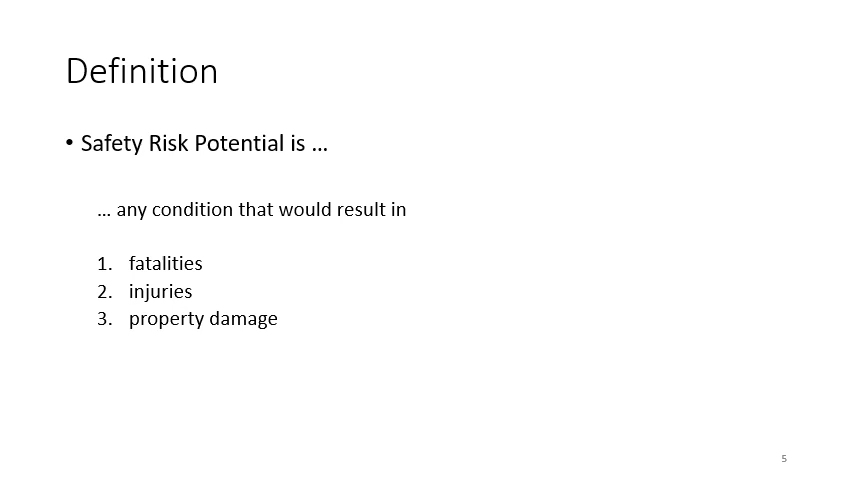 Definition
• Safety Risk Potential is …
… any condition that would result in
1. fatalities
2. injuries
3. property damage
5